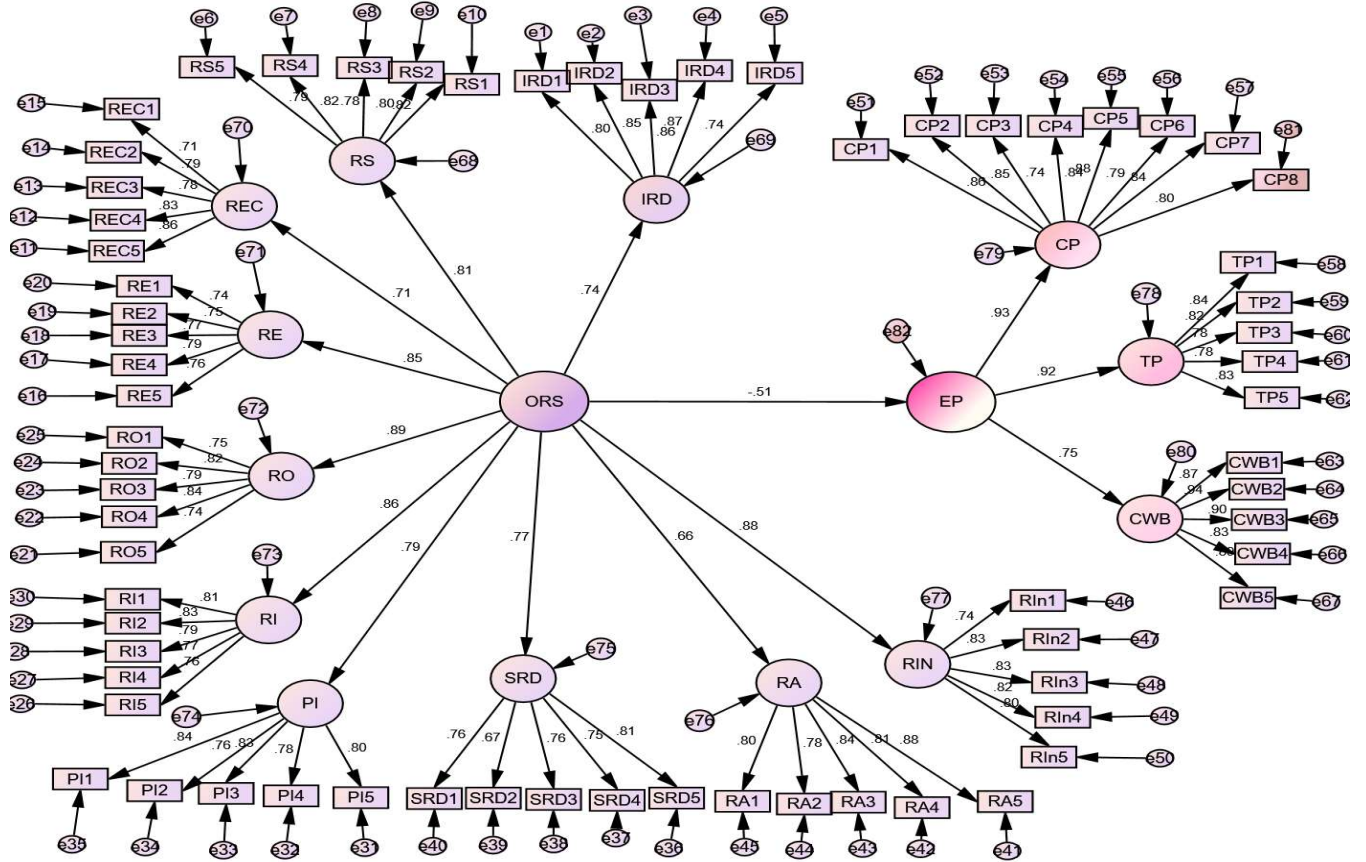 e6
e7
e8
e9
e10
RS5
RS4
RS3
RS2
RS1
.79
.82
.78
.80
.82
RS
e68
e1
e2
e3
e4
e5
IRD1
IRD2
IRD3
IRD4
IRD5
.80
.85
.86
.87
.74
IRD
e69
e51
e52
e53
e54
e55
e56
e57
e81
CP1
CP2
CP3
CP4
CP5
CP6
CP7
CP8
.86
.85
.74
.84
.88
.79
.84
.80
CP
e79
e15
e14
e13
e12
e11
REC1
REC2
REC3
REC4
REC5
.71
.79
.78
.83
.86
e70
REC
e20
e19
e18
e17
e16
RE1
RE2
RE3
RE4
RE5
.74
.75
.77
.79
.76
e71
RE
.81
.74
.71
.85
ORS
-.51
e82
EP
.93
.92
.75
e78
TP
.84
.82
.78
.78
.83
TP1
TP2
TP3
TP4
TP5
e58
e59
e60
e61
e62
e25
e24
e23
e22
e21
RO1
RO2
RO3
RO4
RO5
.75
.82
.79
.84
.74
e72
RO
.89
.86
.79
.77
.66
.88
e80
CWB
.87
.94
.90
.83
CWB1
CWB2
CWB3
CWB4
CWB5
e63
e64
e65
e66
e67
e30
e29
e28
e27
e26
RI1
RI2
RI3
RI4
RI5
.81
.83
.79
.77
.76
e73
RI
e74
PI
.84
.76
.83
.78
.80
PI1
PI2
PI3
PI4
PI5
e35
e34
e33
e32
e31
SRD
e75
.76
.67
.76
.75
.81
SRD1
SRD2
SRD3
SRD4
SRD5
e40
e39
e38
e37
e36
RA
e76
.80
.78
.84
.81
.88
RA1
RA2
RA3
RA4
RA5
e45
e44
e43
e42
e41
e77
RIN
.74
.83
.83
.82
.80
RIn1
RIn2
RIn3
RIn4
RIn5
e46
e47
e48
e49
e50